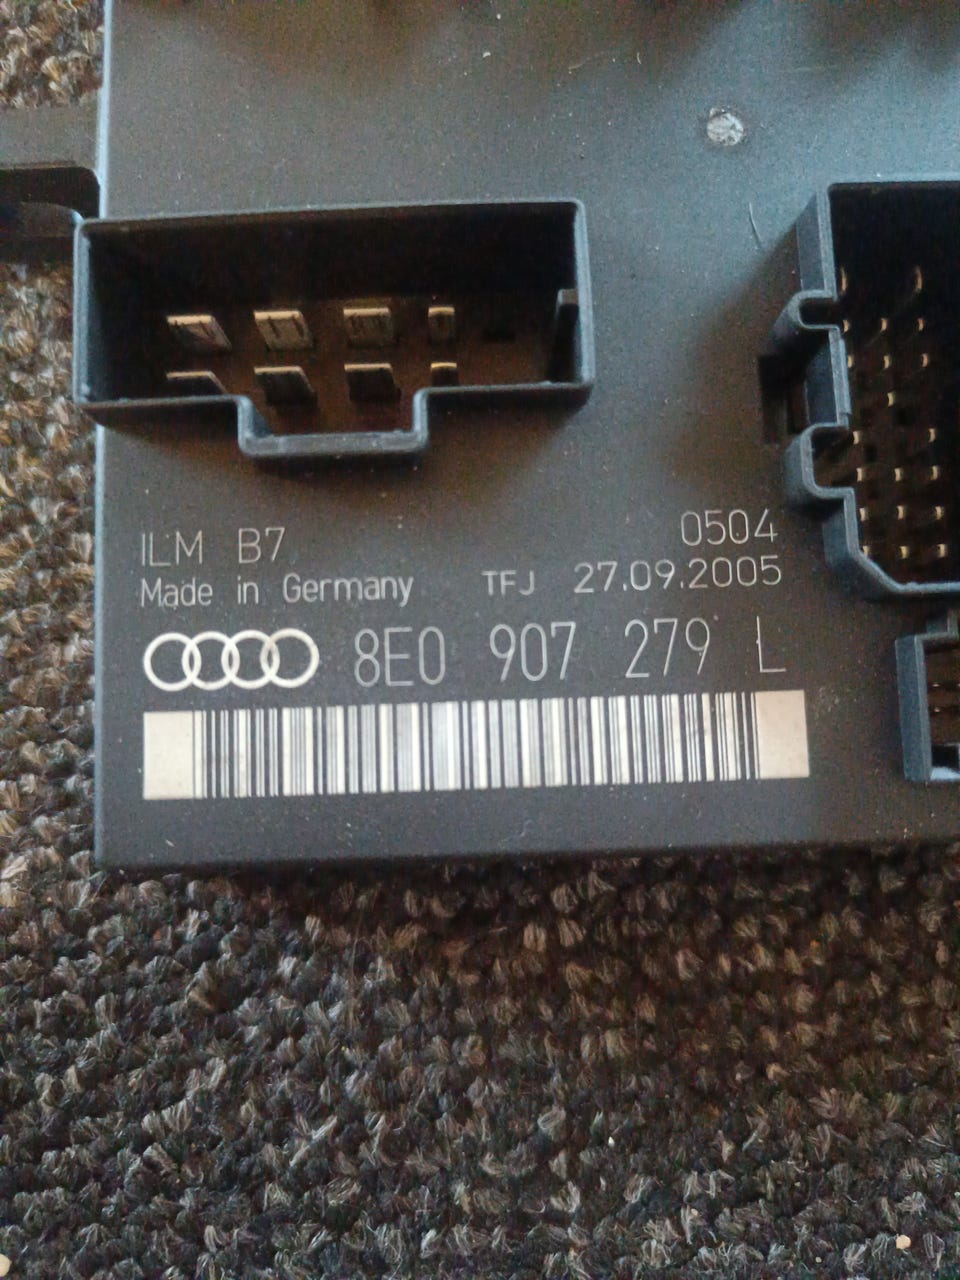 ILM B7 0504
Made in Germany TFJ 27.09.2005
8E0 907 279 L